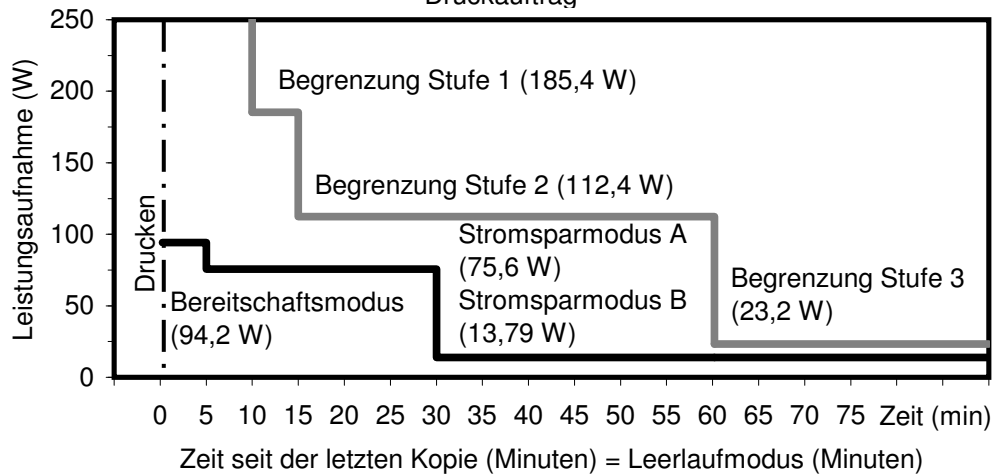 Druckauftrag
Leistungsaufnahme (W)
250
200
150
100
50
0
Drucken
Begrenzung Stufe 1 (185,4 W)
Begrenzung Stufe 2 (112,4 W)
Stromsparmodus A
(75,6 W)
Begrenzung Stufe 3
(23,2 W)
Bereitschaftsmodus
(94,2 W)
Stromsparmodus B
(13,79 W)
0 5 10 15 20 25 30 35 40 45 50 55 60 65 70 75 Zeit (min)
Zeit seit der letzten Kopie (Minuten) = Leerlaufmodus (Minuten)